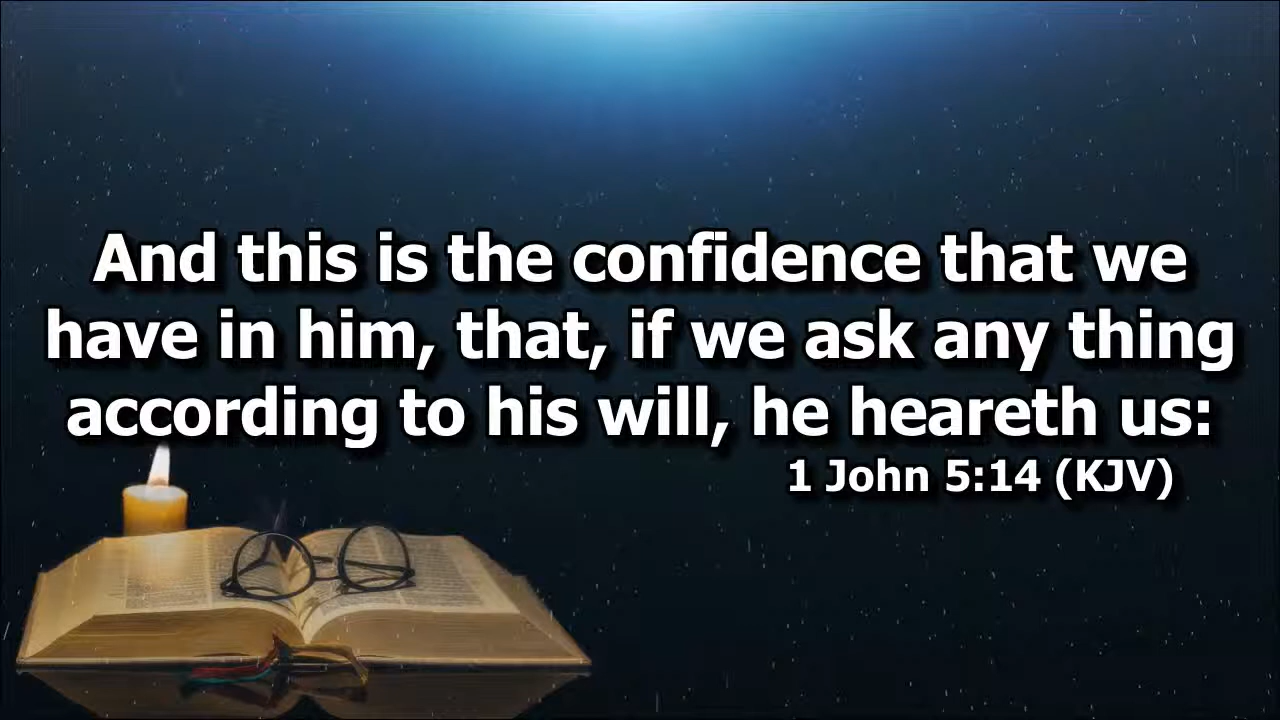 And this is the confidence that we
have in him, that, if we ask any thing
according to his will, he heareth us:
1 John 5:14 (KJV)